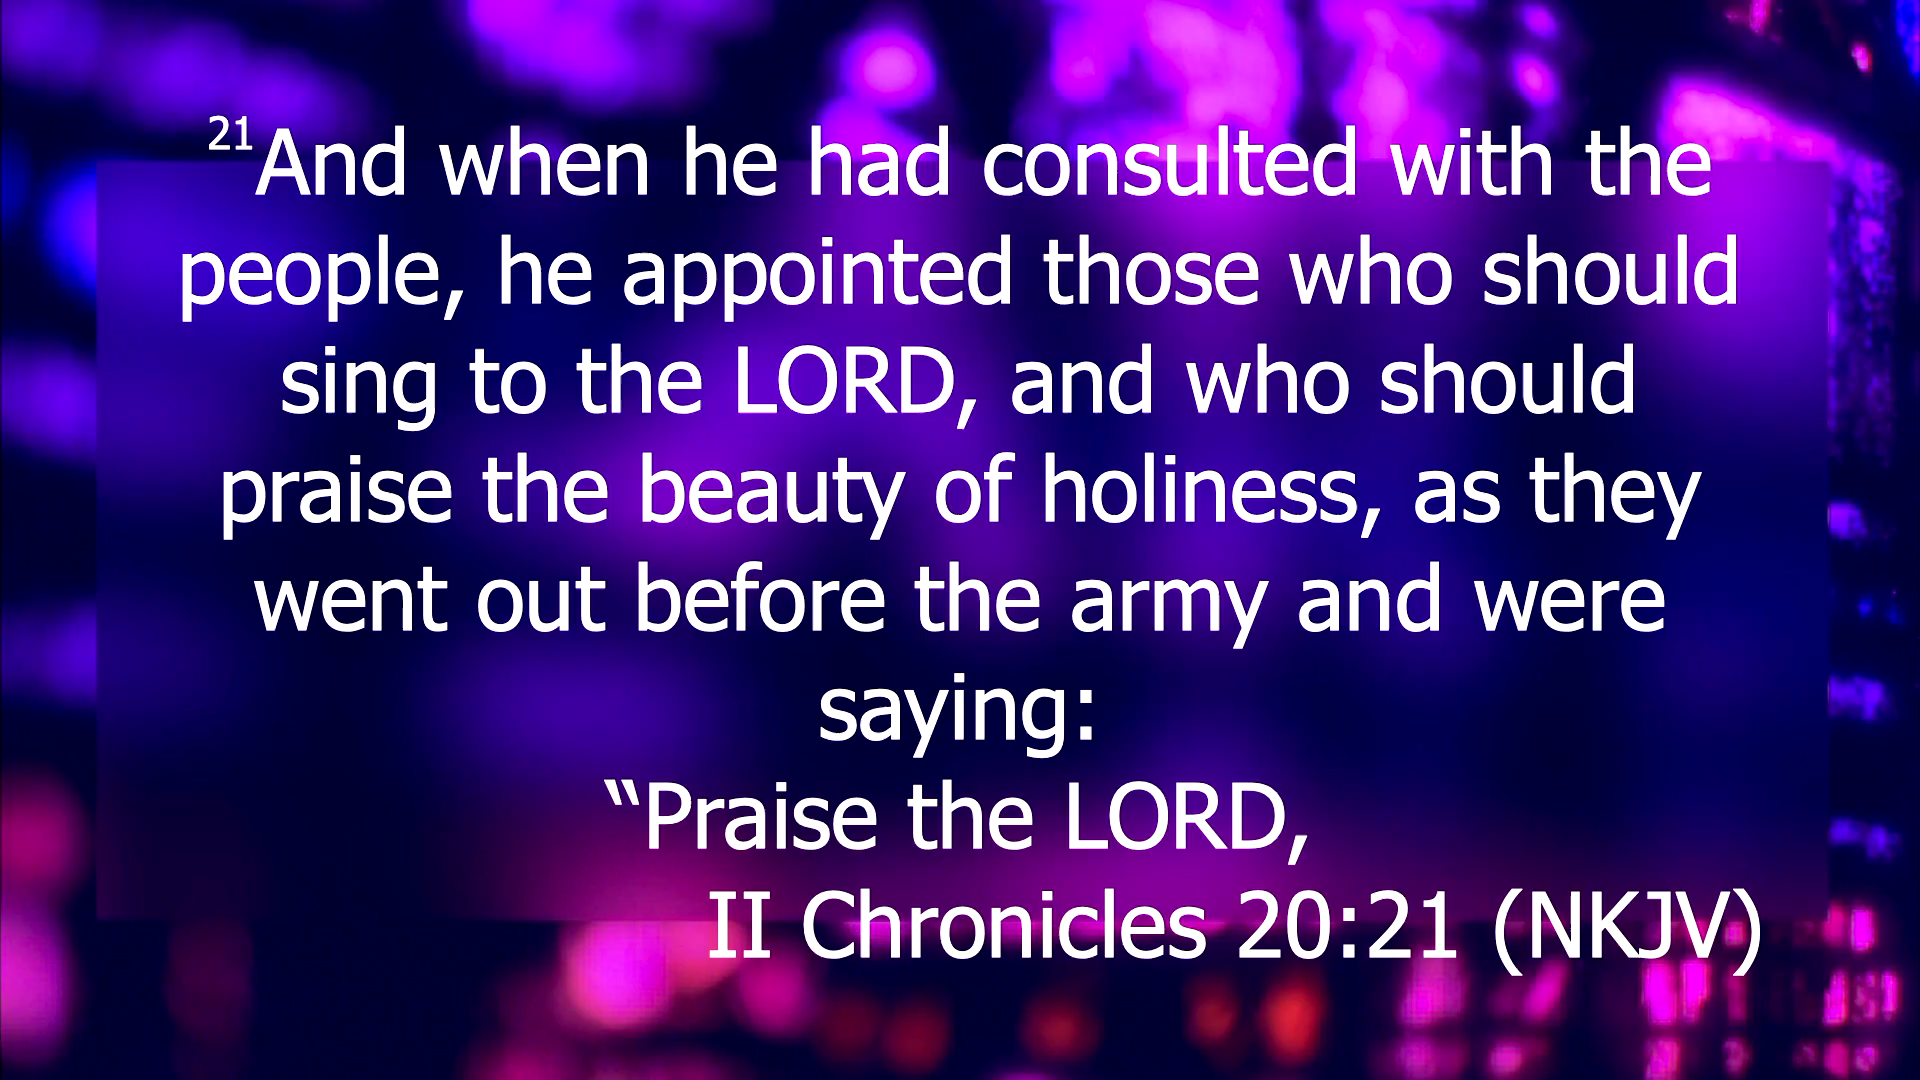 21And when he had consulted with the
people, he appointed those who should
sing to the LORD, and who should
praise the beauty of holiness, as they
went out before the army and were
saying:
“Praise the LORD,
II Chronicles 20:21 (NKJV)